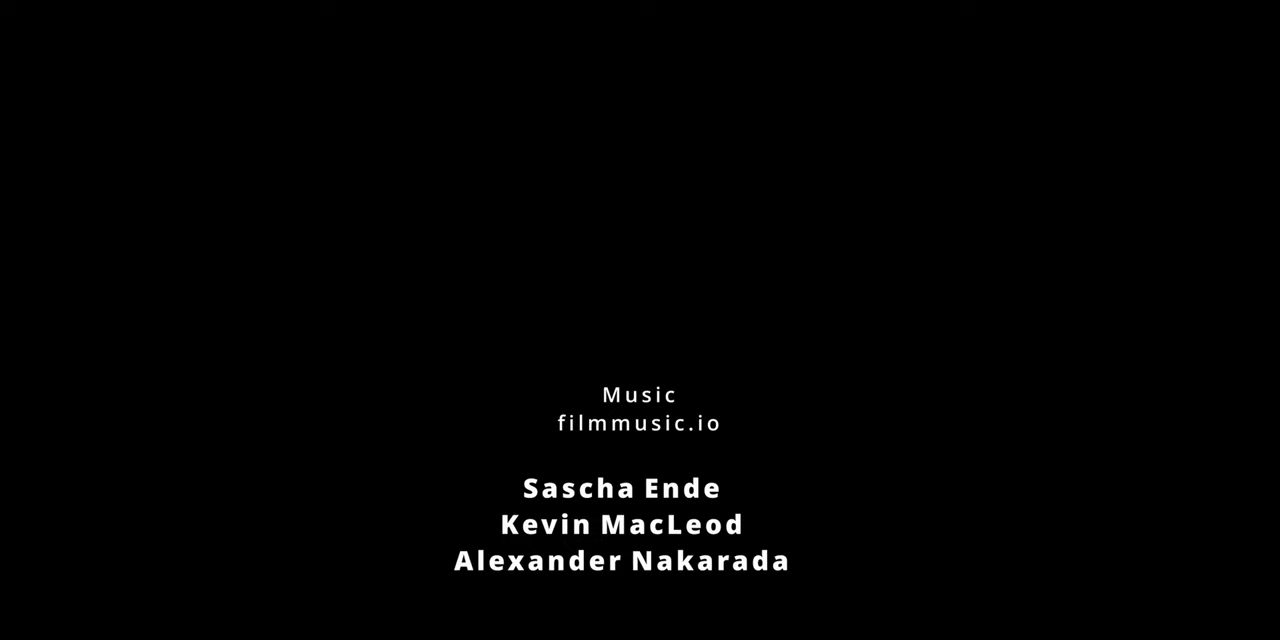 Music
filmmusic.io
Sascha Ende
Kevin MacLeod
Alexander Nakarada